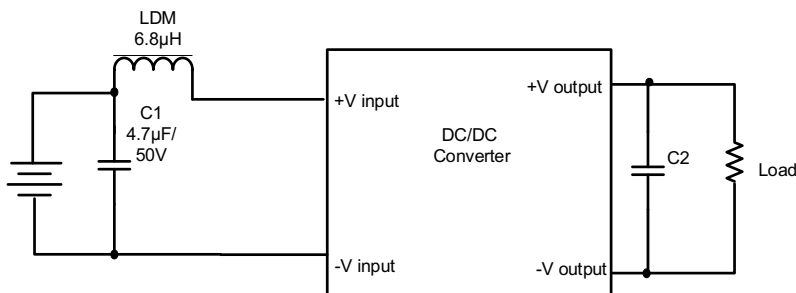 LDM
6.8µH
C1
4.7µF/
50V
+V input
-V input
DC/DC
Converter
+V output
-V output
C2
Load